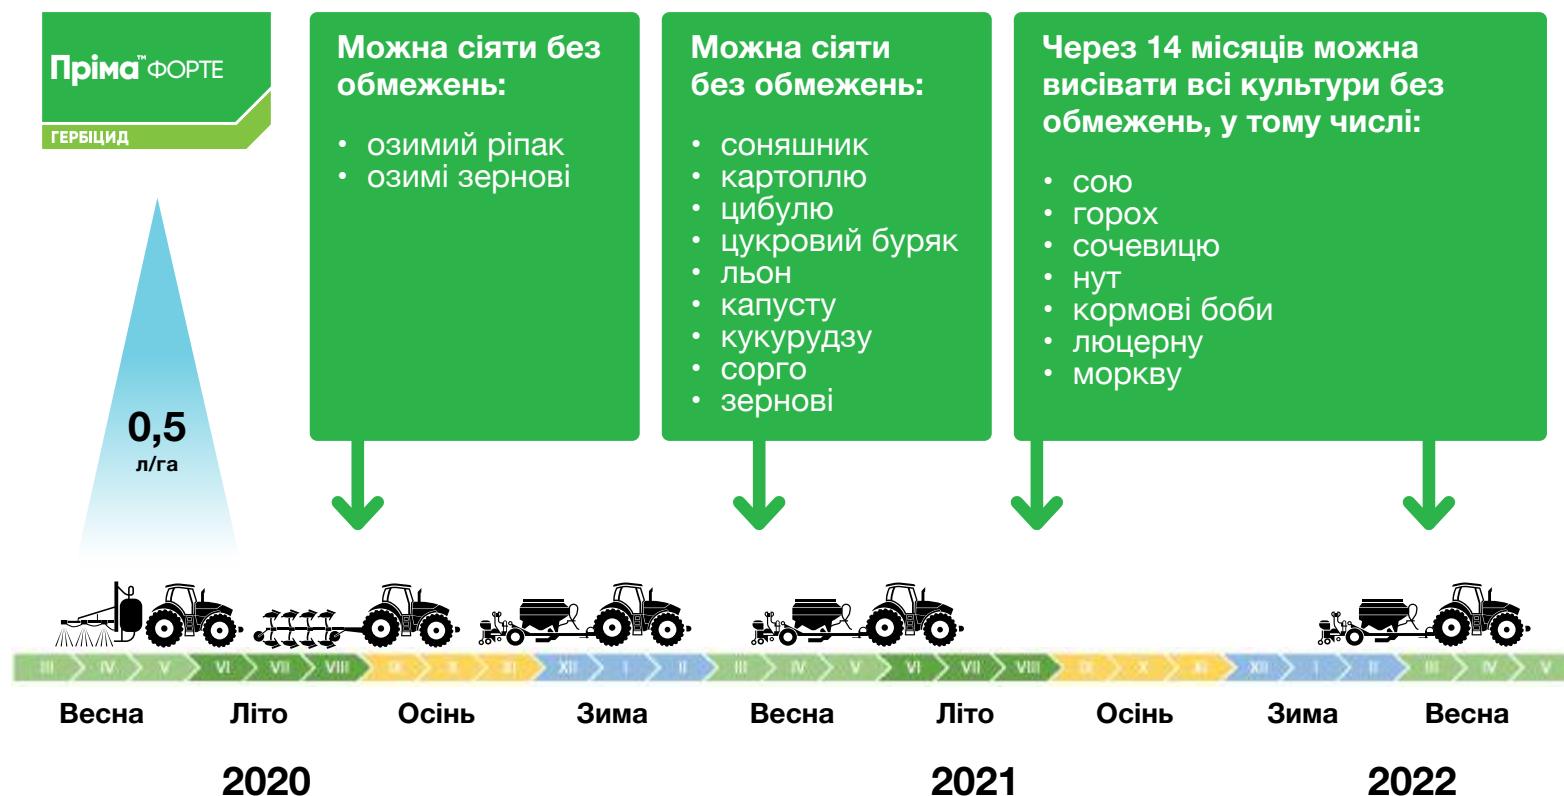 Пріма™ ФОРТЕ
ГЕРБІЦИД
0,5
л/га
Можна сіяти без
обмежень:
• озимий ріпак
• озимі зернові
Можна сіяти
без обмежень:
• соняшник
• картоплю
• цибулю
• цукровий буряк
• льон
• капусту
• кукурудзу
• сорго
• зернові
Через 14 місяців можна
висівати всі культури без
обмежень, у тому числі:
• сою
• горох
• сочевицю
• нут
• кормові боби
• люцерну
• моркву
III IV V VI VII VIII IX X XI XII I II III IV V VI VII VIII IX X XI XII I II III IV V
Весна Літо Осінь Зима Весна Літо Осінь Зима Весна
2020 2021 2022